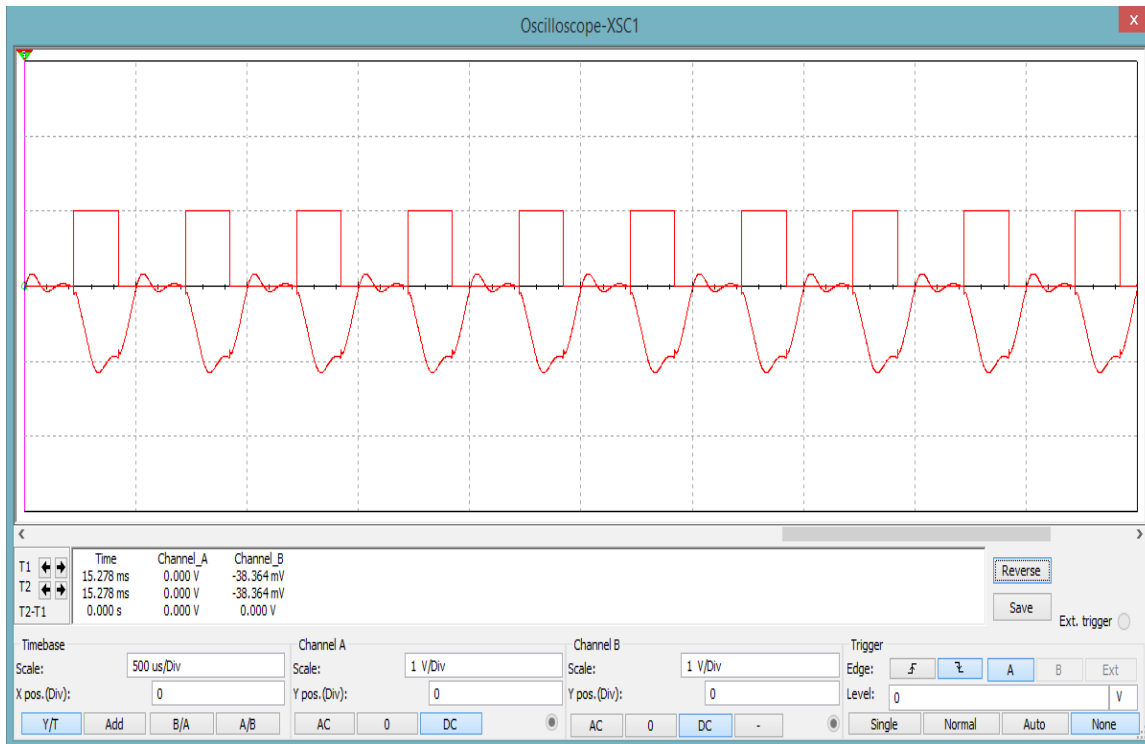 Oscilloscope-XSC1
x
Time Channel_A Channel_B
T1 15.278 ms 0.000 V -38.364 mV
T2 15.278 ms 0.000 V -38.364 mV
T2-T1 0.000 s 0.000 V 0.000 V
Reverse
Save
Ext. trigger
Timebase
Scale: 500 us/Div
X pos.(Div): 0
Y/T Add B/A A/B
Channel A
Scale: 1 V/Div
Y pos.(Div): 0
AC 0 DC
Channel B
Scale: 1 V/Div
Y pos.(Div): 0
AC 0 DC -
Trigger
Edge: A B Ext
Level: 0 V
Single Normal Auto None